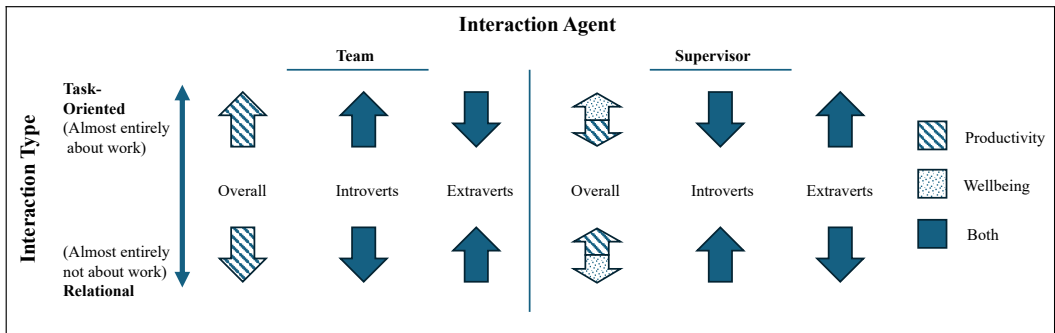 Interaction Agent
Team
Supervisor
Interaction Type
Task-
Oriented
(Almost entirely
about work)
Overall
Introverts
Extraverts
Overall
Introverts
Extraverts
(Almost entirely
not about work)
Relational
Productivity
Wellbeing
Both